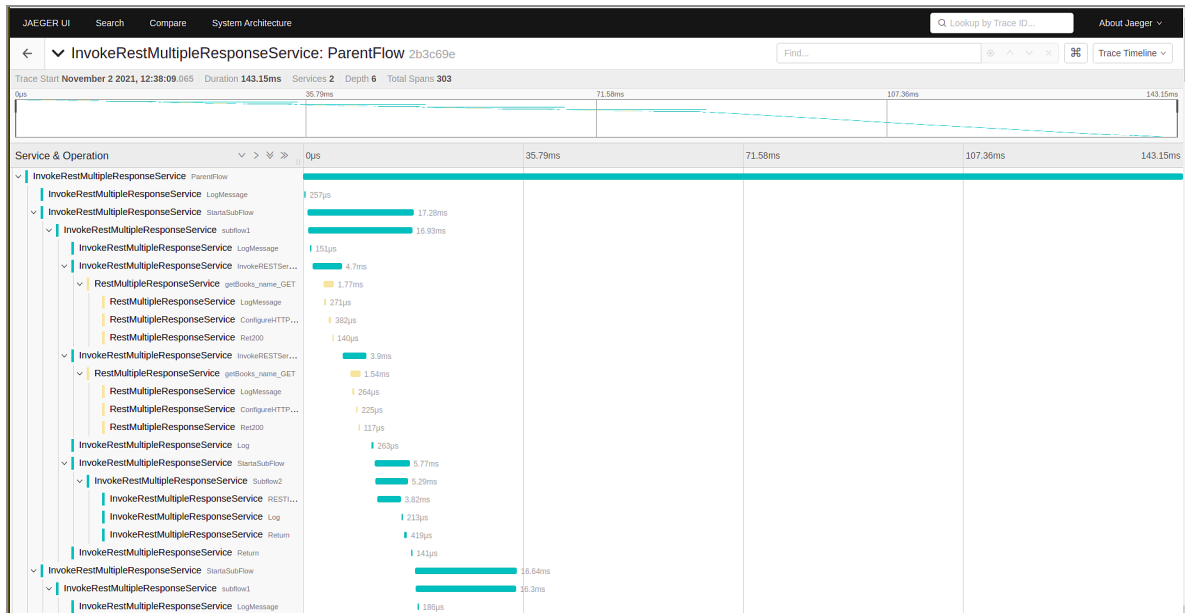 JAEGER UI Search Compare System Architecture Lookup by Trace ID... About Jaeger
InvokeRestMultipleResponseService: ParentFlow 2b3c69e Find... ⌘ Trace Timeline
Trace Start November 2 2021, 12:38:09.065 Duration 143.15ms Services 2 Depth 6 Total Spans 303
0μs 35.79ms 71.58ms 107.36ms 143.15ms
Service & Operation 0μs 35.79ms 71.58ms 107.36ms 143.15ms
InvokeRestMultipleResponseService ParentFlow
InvokeRestMultipleResponseService LogMessage 257μs
InvokeRestMultipleResponseService StartaSubFlow 17.28ms
InvokeRestMultipleResponseService subflow1 16.93ms
InvokeRestMultipleResponseService LogMessage 151μs
InvokeRestMultipleResponseService InvokeRESTSer... 4.7ms
RestMultipleResponseService getBooks_name_GET 1.77ms
RestMultipleResponseService LogMessage 271μs
RestMultipleResponseService ConfigureHTTP... 382μs
RestMultipleResponseService Ret200 140μs
InvokeRestMultipleResponseService InvokeRESTSer... 3.9ms
RestMultipleResponseService getBooks_name_GET 1.54ms
RestMultipleResponseService LogMessage 264μs
RestMultipleResponseService ConfigureHTTP... 225μs
RestMultipleResponseService Ret200 117μs
InvokeRestMultipleResponseService Log 263μs
InvokeRestMultipleResponseService StartaSubFlow 5.77ms
InvokeRestMultipleResponseService Subflow2 5.29ms
InvokeRestMultipleResponseService RESTI... 3.82ms
InvokeRestMultipleResponseService Log 213μs
InvokeRestMultipleResponseService Return 419μs
InvokeRestMultipleResponseService Return 141μs
InvokeRestMultipleResponseService StartaSubFlow 16.64ms
InvokeRestMultipleResponseService subflow1 16.3ms
InvokeRestMultipleResponseService LogMessage 186μs